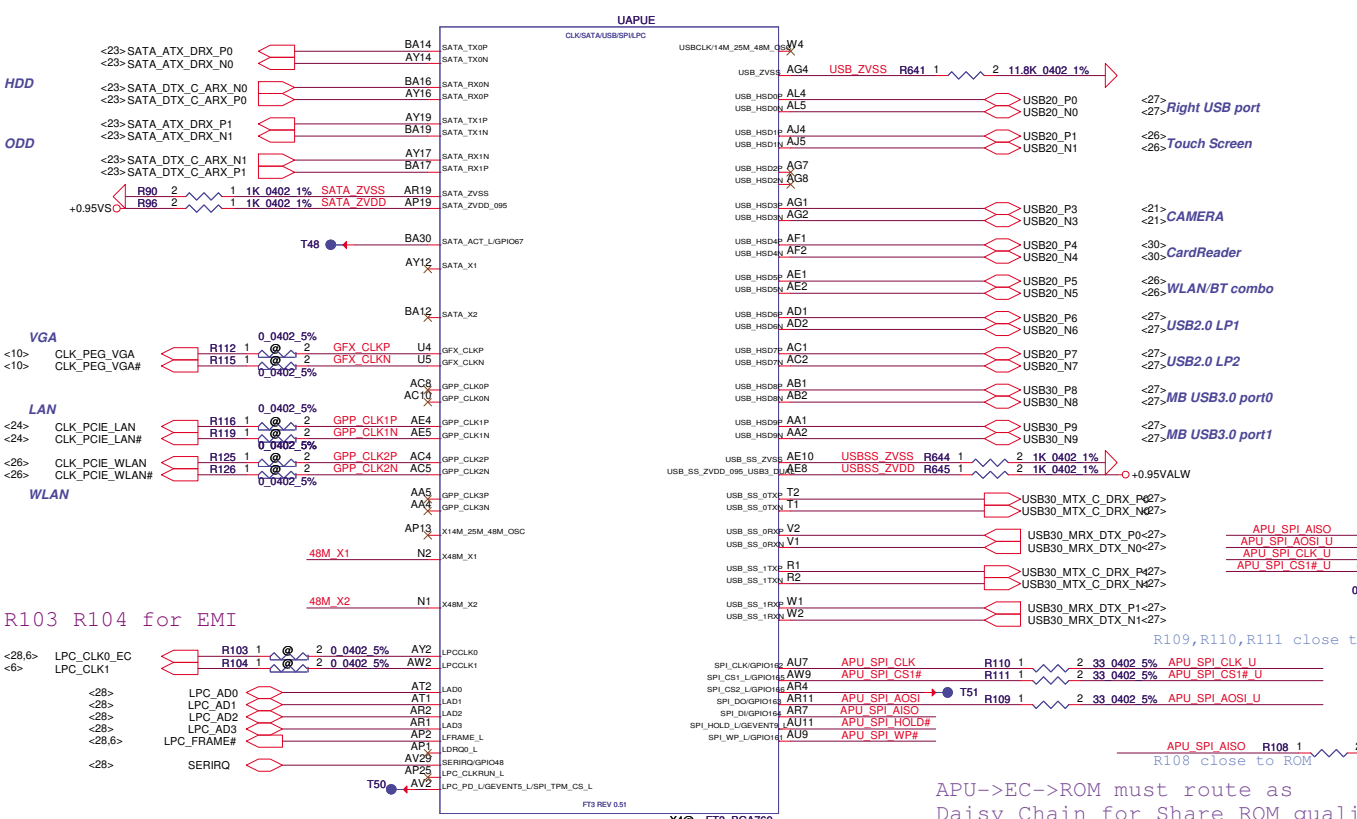 UAPUE
CLK/SATA/USB/SPI/LPC
<23> SATA_ATX_DRX_P0 BA14 SATA_TX0P
<23> SATA_ATX_DRX_N0 AY14 SATA_TX0N
HDD
<23> SATA_DTX_C_ARX_N0 BA16 SATA_RX0N
<23> SATA_DTX_C_ARX_P0 AY16 SATA_RX0P
<23> SATA_ATX_DRX_P1 AY19 SATA_TX1P
<23> SATA_ATX_DRX_N1 BA19 SATA_TX1N
ODD
<23> SATA_DTX_C_ARX_N1 AY17 SATA_RX1N
<23> SATA_DTX_C_ARX_P1 BA17 SATA_RX1P
R90 2 1 1K_0402_1% SATA_ZVSS AR19 SATA_ZVSS
+0.95VS R96 2 1 1K_0402_1% SATA_ZVDD AP19 SATA_ZVDD_095
T48 BA30 SATA_ACT_L/GPIO67
AY12 SATA_X1
BA12 SATA_X2
VGA
0_0402_5%
<10> CLK_PEG_VGA R112 1 @ 2 GFX_CLKP U4 GFX_CLKP
<10> CLK_PEG_VGA# R115 1 @ 2 GFX_CLKN U5 GFX_CLKN
0_0402_5%
AC8 GPP_CLK0P
AC10 GPP_CLK0N
LAN
0_0402_5%
<24> CLK_PCIE_LAN R116 1 @ 2 GPP_CLK1P AE4 GPP_CLK1P
<24> CLK_PCIE_LAN# R119 1 @ 2 GPP_CLK1N AE5 GPP_CLK1N
0_0402_5%
<26> CLK_PCIE_WLAN R125 1 @ 2 GPP_CLK2P AC4 GPP_CLK2P
<26> CLK_PCIE_WLAN# R126 1 @ 2 GPP_CLK2N AC5 GPP_CLK2N
0_0402_5%
WLAN
AA5 GPP_CLK3P
AA4 GPP_CLK3N
AP13 X14M_25M_48M_OSC
48M_X1 N2 X48M_X1
48M_X2 N1 X48M_X2
R103 R104 for EMI
<28,6> LPC_CLK0_EC R103 1 @ 2 0_0402_5% AY2 LPCCLK0
<6> LPC_CLK1 R104 1 @ 2 0_0402_5% AW2 LPCCLK1
<28> LPC_AD0 AT2 LAD0
<28> LPC_AD1 AT1 LAD1
<28> LPC_AD2 AR2 LAD2
<28> LPC_AD3 AR1 LAD3
<28,6> LPC_FRAME# AP2 LFRAME_L
AP1 LDRQ0_L
<28> SERIRQ AV29 SERIRQ/GPIO48
AP25 LPC_CLKRUN_L
T50 AV2 LPC_PD_L/GEVENT5_L/SPI_TPM_CS_L
FT3 REV 0.51
USBCLK/14M_25M_48M_OSC W4
USB_ZVSS AG4 USB_ZVSS R641 1 2 11.8K_0402_1%
USB_HSD0P AL4 USB20_P0 <27>
USB_HSD0N AL5 USB20_N0 <27>
Right USB port
USB_HSD1P AJ4 USB20_P1 <26>
USB_HSD1N AJ5 USB20_N1 <26>
Touch Screen
USB_HSD2P AG7
USB_HSD2N AG8
USB_HSD3P AG1 USB20_P3 <21>
USB_HSD3N AG2 USB20_N3 <21>
CAMERA
USB_HSD4P AF1 USB20_P4 <30>
USB_HSD4N AF2 USB20_N4 <30>
CardReader
USB_HSD5P AE1 USB20_P5 <26>
USB_HSD5N AE2 USB20_N5 <26>
WLAN/BT combo
USB_HSD6P AD1 USB20_P6 <27>
USB_HSD6N AD2 USB20_N6 <27>
USB2.0 LP1
USB_HSD7P AC1 USB20_P7 <27>
USB_HSD7N AC2 USB20_N7 <27>
USB2.0 LP2
USB_HSD8P AB1 USB30_P8 <27>
USB_HSD8N AB2 USB30_N8 <27>
MB USB3.0 port0
USB_HSD9P AA1 USB30_P9 <27>
USB_HSD9N AA2 USB30_N9 <27>
MB USB3.0 port1
USB_SS_ZVSS AE10 USBSS_ZVSS R644 1 2 1K_0402_1%
USB_SS_ZVDD_095_USB3_DUAL AE8 USBSS_ZVDD R645 1 2 1K_0402_1% +0.95VALW
USB_SS_0TXP T2 USB30_MTX_C_DRX_P0 <27>
USB_SS_0TXN T1 USB30_MTX_C_DRX_N0 <27>
USB_SS_0RXP V2 USB30_MRX_DTX_P0 <27>
USB_SS_0RXN V1 USB30_MRX_DTX_N0 <27>
USB_SS_1TXP R1 USB30_MTX_C_DRX_P1 <27>
USB_SS_1TXN R2 USB30_MTX_C_DRX_N1 <27>
USB_SS_1RXP W1 USB30_MRX_DTX_P1 <27>
USB_SS_1RXN W2 USB30_MRX_DTX_N1 <27>
APU_SPI_AISO
APU_SPI_AOSI_U
APU_SPI_CLK_U
APU_SPI_CS1#_U
R109,R110,R111 close t
SPI_CLK/GPIO162 AU7 APU_SPI_CLK R110 1 2 33_0402_5% APU_SPI_CLK_U
SPI_CS1_L/GPIO165 AW9 APU_SPI_CS1# R111 1 2 33_0402_5% APU_SPI_CS1#_U
SPI_CS2_L/GPIO166 AR4 T51
SPI_DO/GPIO163 AR11 APU_SPI_AOSI R109 1 2 33_0402_5% APU_SPI_AOSI_U
SPI_DI/GPIO164 AR7 APU_SPI_AISO
SPI_HOLD_L/GEVENT9_L AU11 APU_SPI_HOLD#
SPI_WP_L/GPIO161 AU9 APU_SPI_WP#
APU_SPI_AISO R108 1
R108 close to ROM
APU->EC->ROM must route as
Daisy Chain for Share ROM quali